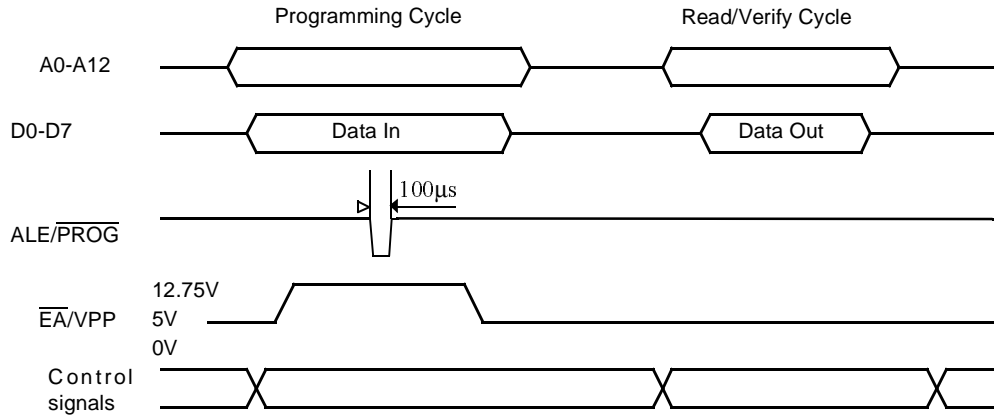 Programming Cycle Read/Verify Cycle
A0-A12
D0-D7 Data In Data Out
100μs
ALE/PROG
12.75V
EA/VPP 5V
0V
Control
signals